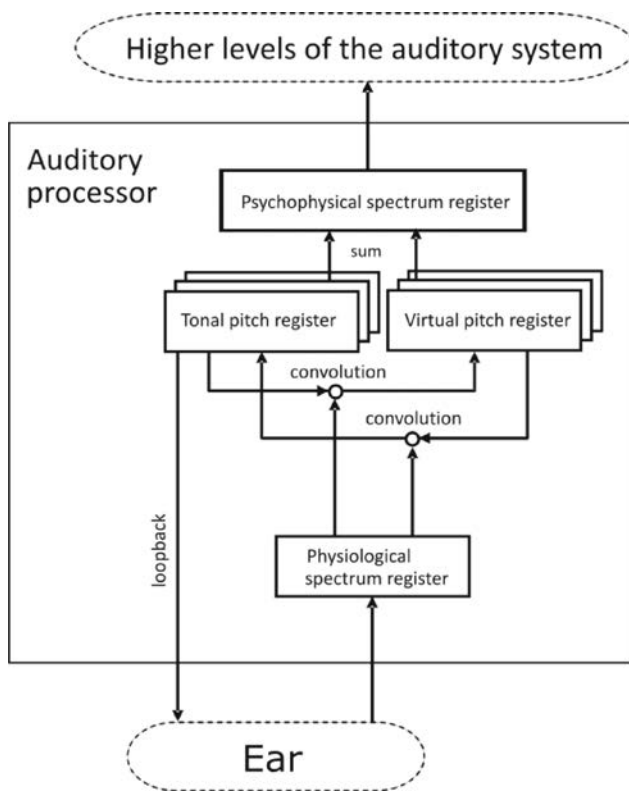 Higher levels of the auditory system
Auditory
processor
Psychophysical spectrum register
sum
Tonal pitch register
Virtual pitch register
convolution
convolution
loopback
Physiological
spectrum register
Ear